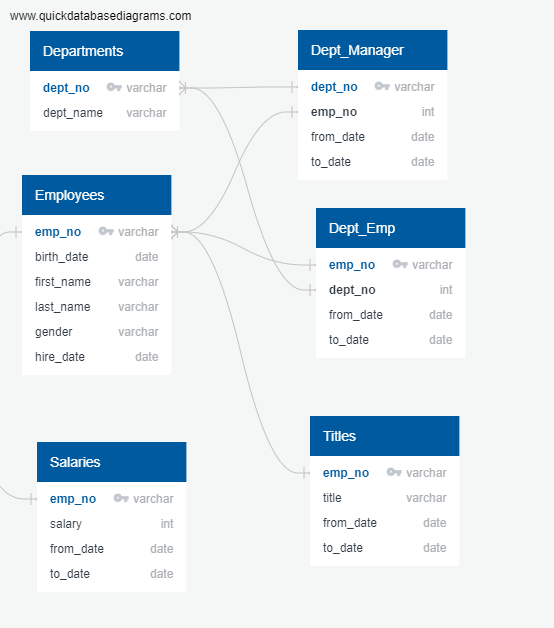 www.quickdatabasediagrams.com
Departments
dept_no varchar
dept_name varchar
Dept_Manager
dept_no varchar
emp_no int
from_date date
to_date date
Employees
emp_no varchar
birth_date date
first_name varchar
last_name varchar
gender varchar
hire_date date
Dept_Emp
emp_no varchar
dept_no int
from_date date
to_date date
Salaries
emp_no varchar
salary int
from_date date
to_date date
Titles
emp_no varchar
title varchar
from_date date
to_date date